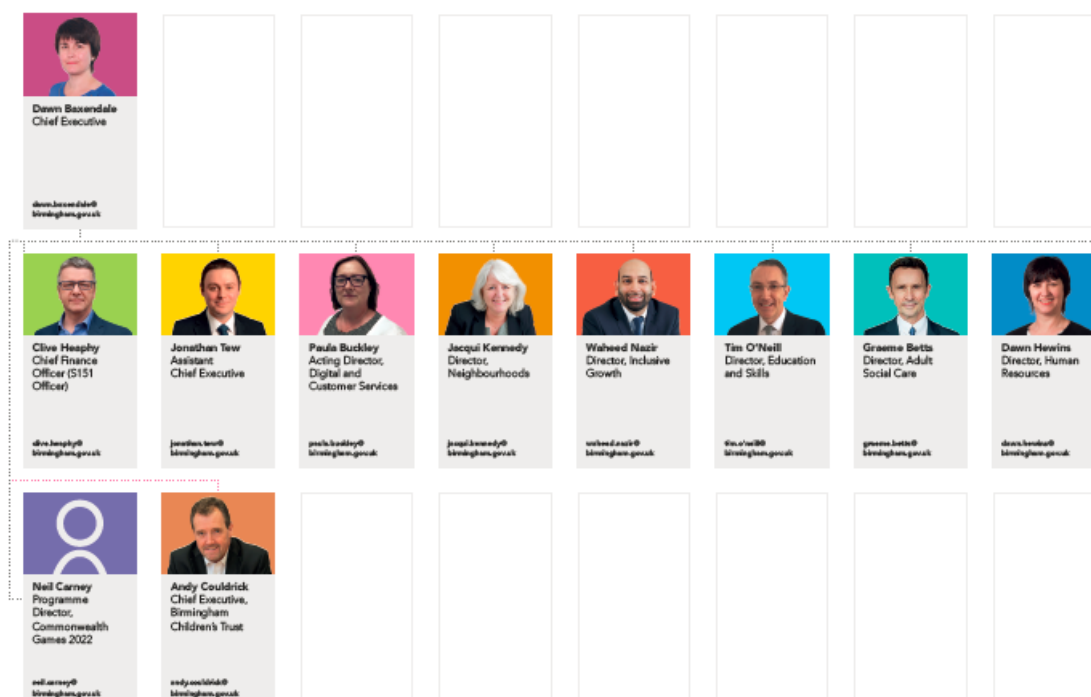 Dawn Baxendale
Chief Executive
dawn.baxendale@
birmingham.gov.uk
Clive Heaphy
Chief Finance
Officer (S151
Officer)
clive.heaphy@
birmingham.gov.uk
Jonathan Tew
Assistant
Chief Executive
jonathan.tew@
birmingham.gov.uk
Paula Buckley
Acting Director,
Digital and
Customer Services
paula.buckley@
birmingham.gov.uk
Jacqui Kennedy
Director,
Neighbourhoods
jacqui.kennedy@
birmingham.gov.uk
Waheed Nazir
Director, Inclusive
Growth
waheed.nazir@
birmingham.gov.uk
Tim O'Neill
Director, Education
and Skills
tim.o'neill@
birmingham.gov.uk
Graeme Betts
Director, Adult
Social Care
graeme.betts@
birmingham.gov.uk
Dawn Hewins
Director, Human
Resources
dawn.hewins@
birmingham.gov.uk
Neil Carney
Programme
Director,
Commonwealth
Games 2022
neil.carney@
birmingham.gov.uk
Andy Couldrick
Chief Executive,
Birmingham
Children's Trust
andy.couldrick@
birmingham.gov.uk